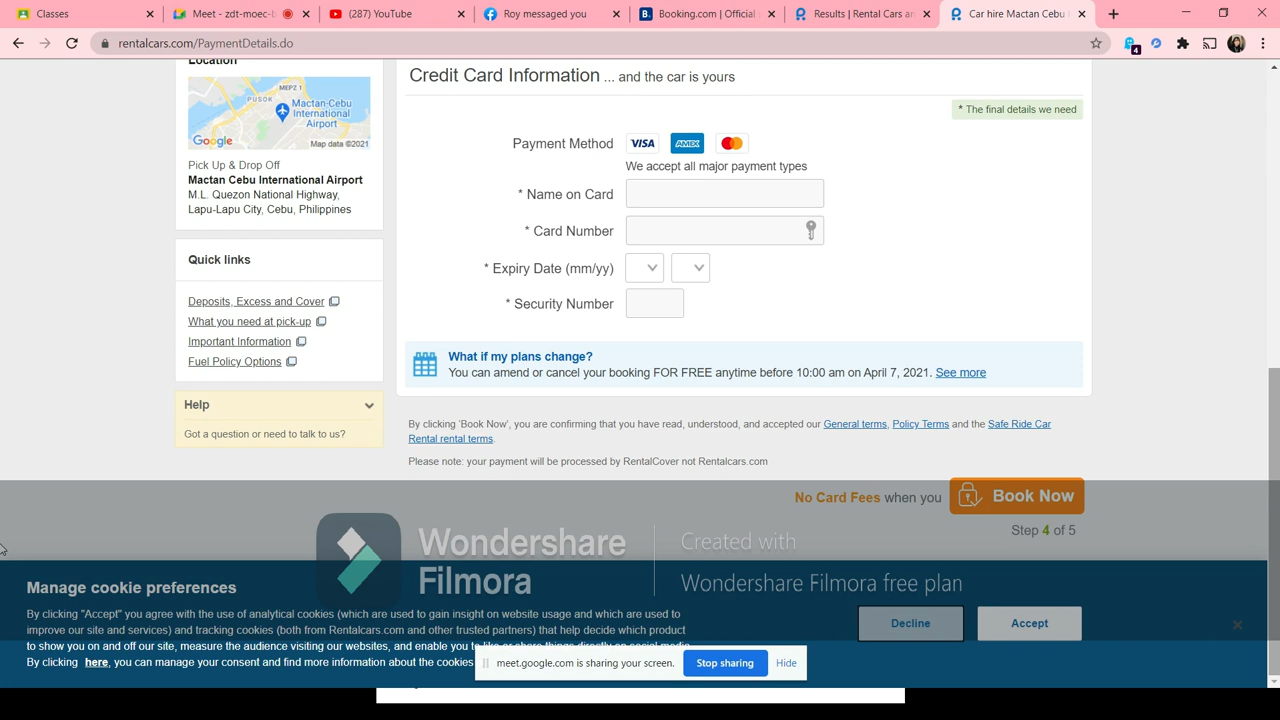 Classes
Meet - zdt-moec-b
(287) YouTube
Roy messaged you
Booking.com | Official
Results | Rental Cars an
Car hire Mactan Cebu I
rentalcars.com/PaymentDetails.do
4
Location
MEPZ 1
PUSOK
Mactan-Cebu
International
Airport
Google
Map data ©2021
Pick Up & Drop Off
Mactan Cebu International Airport
M.L. Quezon National Highway,
Lapu-Lapu City, Cebu, Philippines
Quick links
Deposits, Excess and Cover
What you need at pick-up
Important Information
Fuel Policy Options
Help
Got a question or need to talk to us?
Credit Card Information ... and the car is yours
* The final details we need
Payment Method VISA AMEX
We accept all major payment types
* Name on Card
* Card Number
* Expiry Date (mm/yy)
* Security Number
What if my plans change?
You can amend or cancel your booking FOR FREE anytime before 10:00 am on April 7, 2021. See more
By clicking 'Book Now', you are confirming that you have read, understood, and accepted our General terms, Policy Terms and the Safe Ride Car
Rental rental terms.
Please note: your payment will be processed by RentalCover not Rentalcars.com
No Card Fees when you Book Now
Step 4 of 5
Wondershare
Filmora
Created with
Wondershare Filmora free plan
Manage cookie preferences
By clicking "Accept" you agree with the use of analytical cookies (which are used to gain insight on website usage and which are used to
improve our site and services) and tracking cookies (both from Rentalcars.com and other trusted partners) that help decide which product
to show you on and off our site, measure the audience visiting our websites, and enable you to like or share things directly on social media.
By clicking here, you can manage your consent and find more information about the cookies
Decline
Accept
meet.google.com is sharing your screen.
Stop sharing
Hide